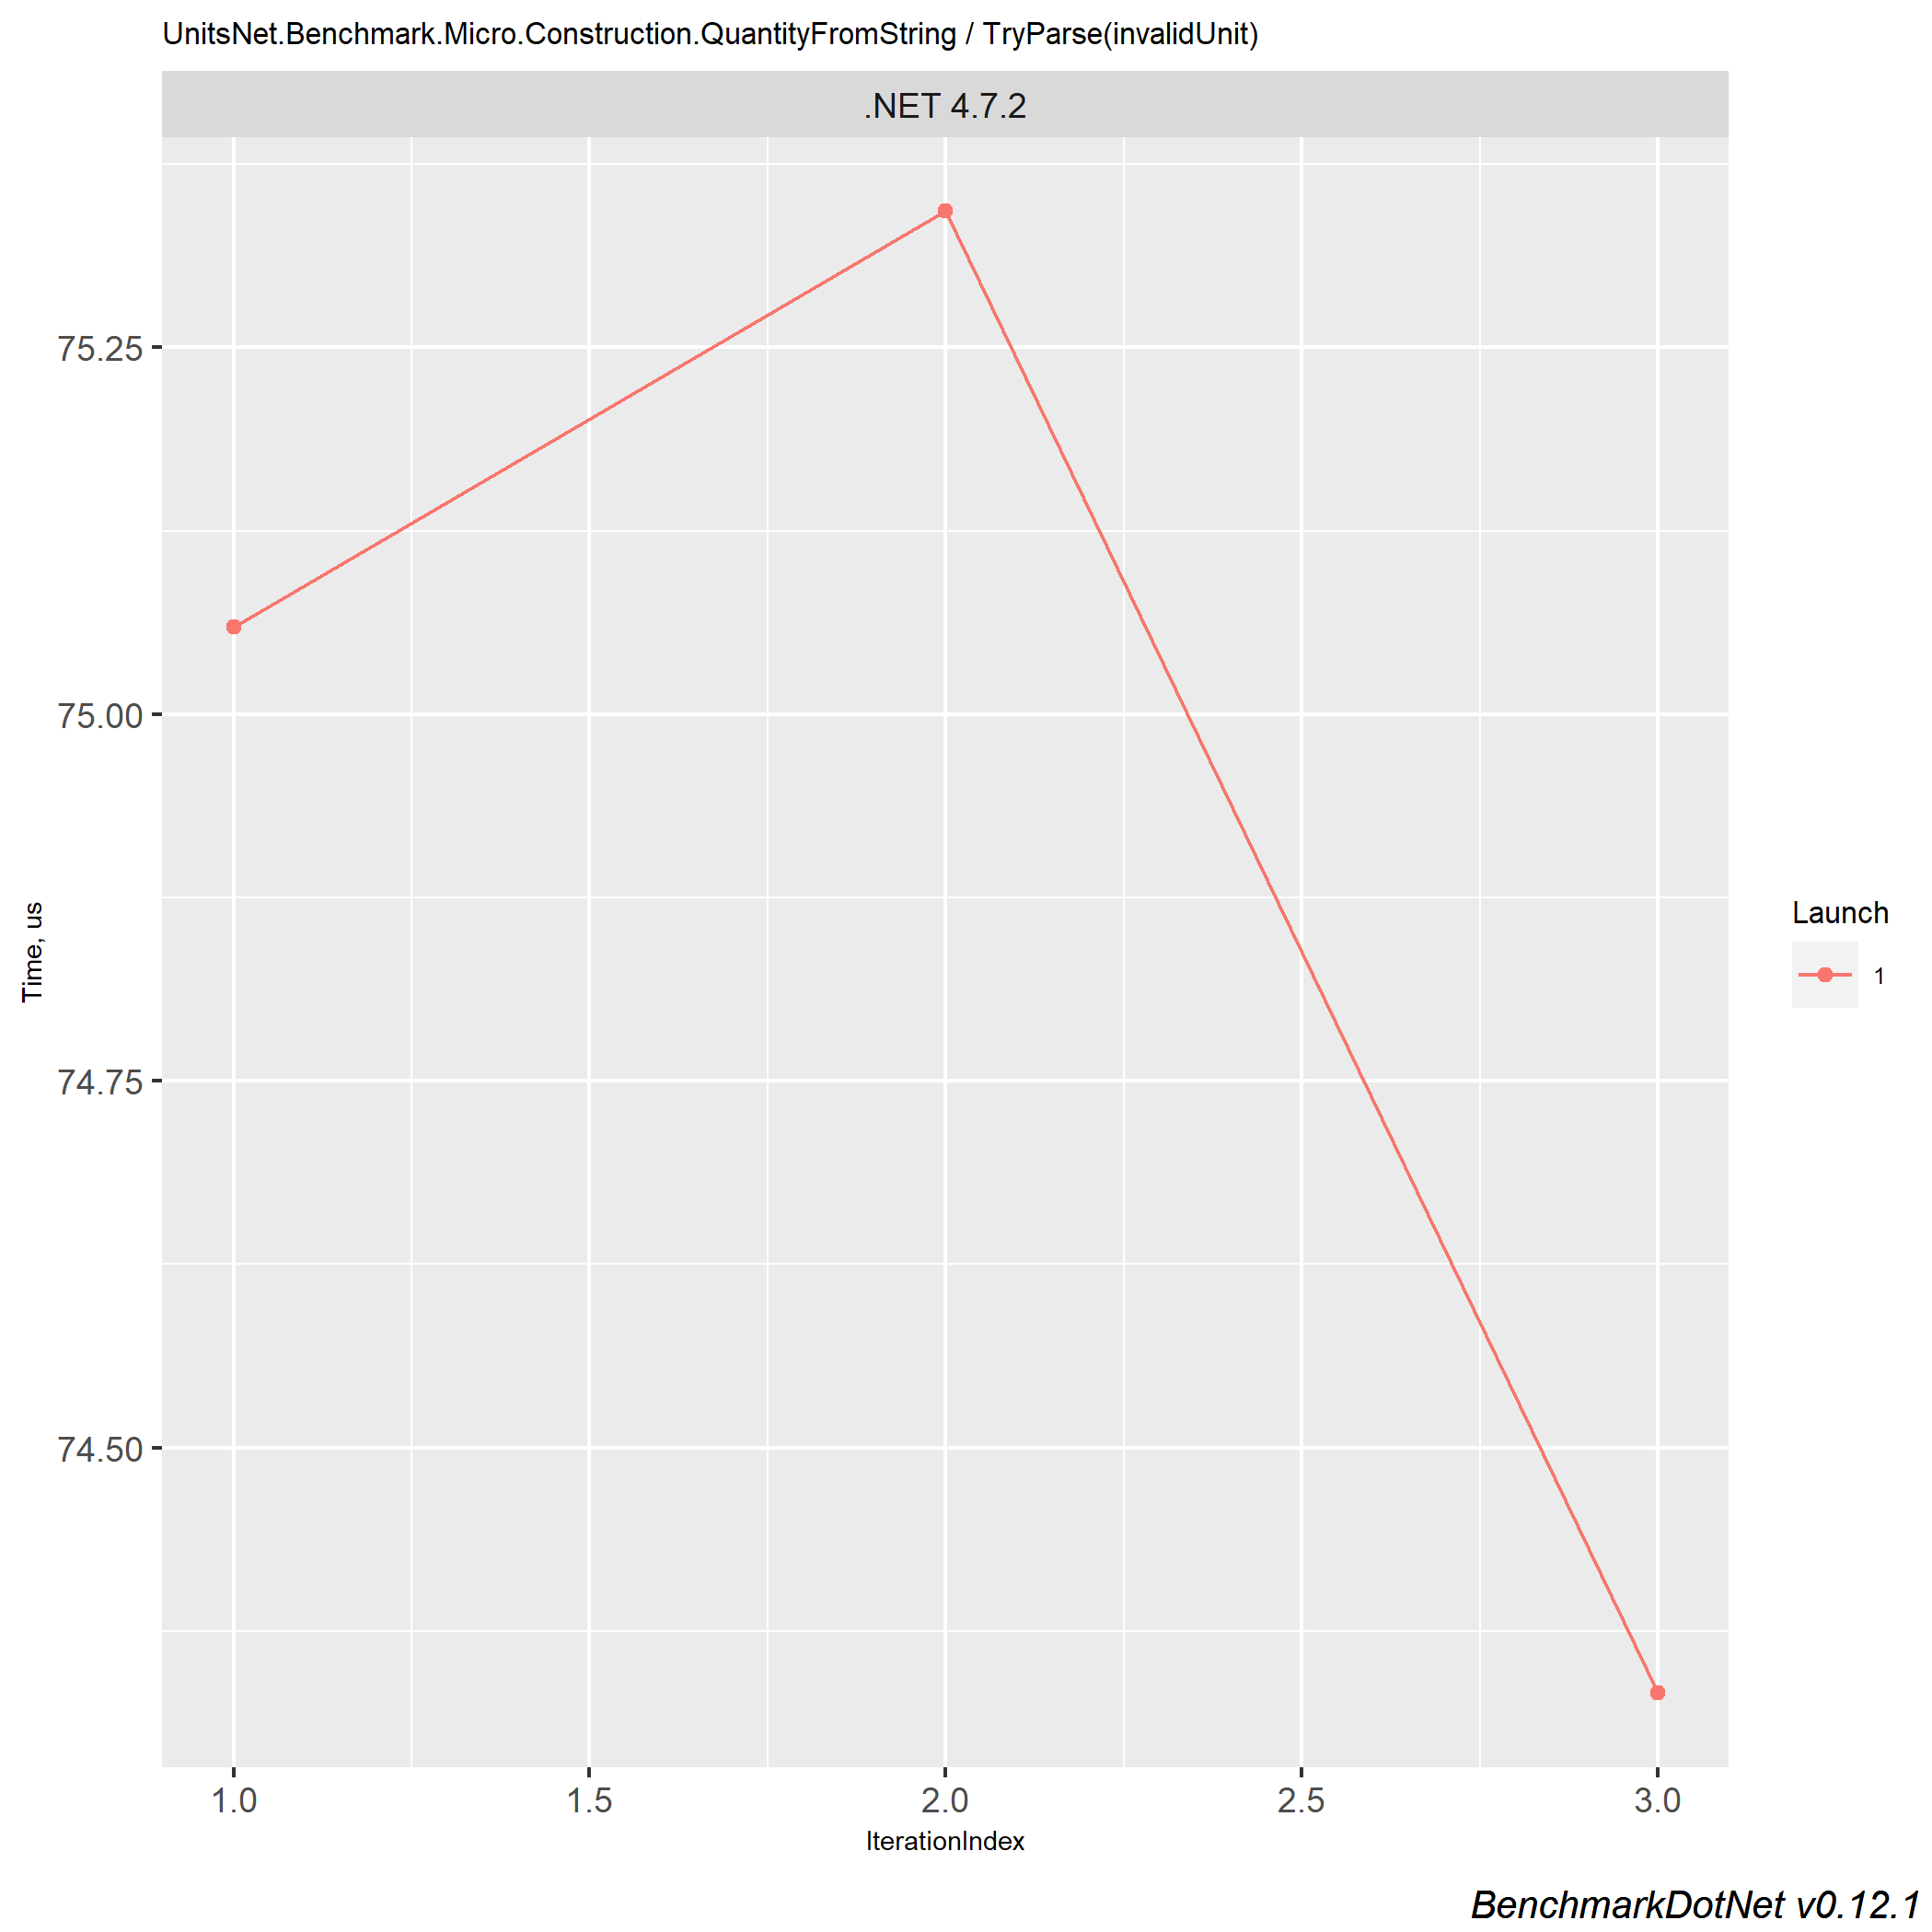 UnitsNet.Benchmark.Micro.Construction.QuantityFromString / TryParse(invalidUnit)
.NET 4.7.2
75.25
75.00
74.75
74.50
Time, us
1.0 1.5 2.0 2.5 3.0
IterationIndex
Launch
1
BenchmarkDotNet v0.12.1